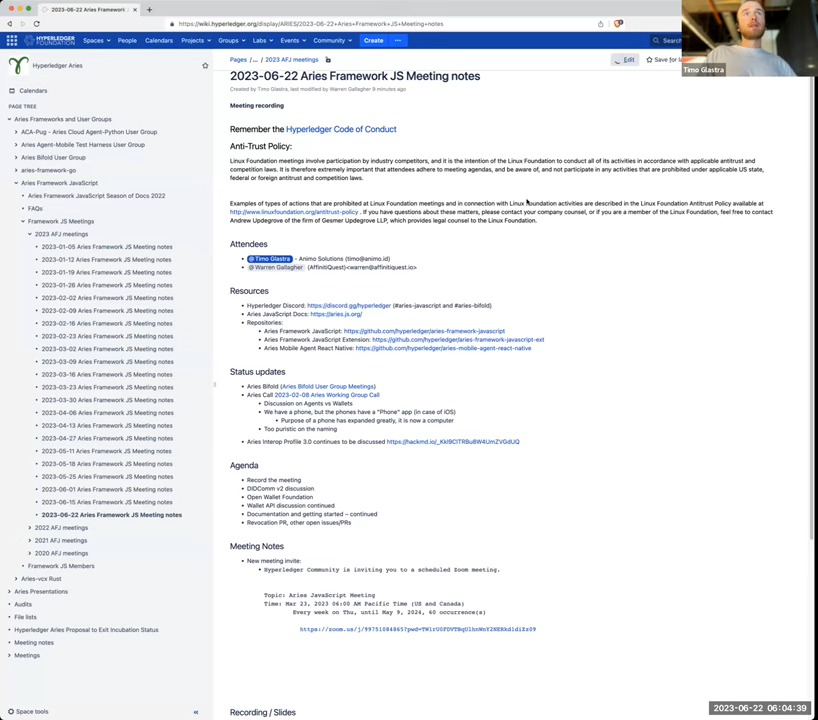 2023-06-22 Aries Framework
https://wiki.hyperledger.org/display/ARIES/2023-06-22+Aries+Framework+JS+Meeting+notes
HYPERLEDGER FOUNDATION Spaces People Calendars Projects Groups Labs Events Community Create ··· Search
Hyperledger Aries
Calendars
PAGE TREE
Aries Frameworks and User Groups
ACA-Pug - Aries Cloud Agent-Python User Group
Aries Agent-Mobile Test Harness User Group
Aries Bifold User Group
aries-framework-go
Aries Framework JavaScript
Aries Framework JavaScript Season of Docs 2022
FAQs
Framework JS Meetings
2023 AFJ meetings
2023-01-05 Aries Framework JS Meeting notes
2023-01-12 Aries Framework JS Meeting notes
2023-01-19 Aries Framework JS Meeting notes
2023-01-26 Aries Framework JS Meeting notes
2023-02-02 Aries Framework JS Meeting notes
2023-02-09 Aries Framework JS Meeting notes
2023-02-16 Aries Framework JS Meeting notes
2023-02-23 Aries Framework JS Meeting notes
2023-03-02 Aries Framework JS Meeting notes
2023-03-09 Aries Framework JS Meeting notes
2023-03-16 Aries Framework JS Meeting notes
2023-03-23 Aries Framework JS Meeting notes
2023-03-30 Aries Framework JS Meeting notes
2023-04-06 Aries Framework JS Meeting notes
2023-04-13 Aries Framework JS Meeting notes
2023-04-27 Aries Framework JS Meeting notes
2023-05-11 Aries Framework JS Meeting notes
2023-05-18 Aries Framework JS Meeting notes
2023-05-25 Aries Framework JS Meeting notes
2023-06-01 Aries Framework JS Meeting notes
2023-06-15 Aries Framework JS Meeting notes
2023-06-22 Aries Framework JS Meeting notes
2022 AFJ meetings
2021 AFJ meetings
2020 AFJ meetings
Framework JS Members
Aries-vcx Rust
Aries Presentations
Audits
File lists
Hyperledger Aries Proposal to Exit Incubation Status
Meeting notes
Meetings
Space tools
Pages /... / 2023 AFJ meetings Edit Save for la
Timo Glastra
2023-06-22 Aries Framework JS Meeting notes
Created by Timo Glastra, last modified by Warren Gallagher 9 minutes ago
Meeting recording
Remember the Hyperledger Code of Conduct
Anti-Trust Policy:
Linux Foundation meetings involve participation by industry competitors, and it is the intention of the Linux Foundation to conduct all of its activities in accordance with applicable antitrust and
competition laws. It is therefore extremely important that attendees adhere to meeting agendas, and be aware of, and not participate in any activities that are prohibited under applicable US state,
federal or foreign antitrust and competition laws.
Examples of types of actions that are prohibited at Linux Foundation meetings and in connection with Linux Foundation activities are described in the Linux Foundation Antitrust Policy available at
http://www.linuxfoundation.org/antitrust-policy . If you have questions about these matters, please contact your company counsel, or if you are a member of the Linux Foundation, feel free to contact
Andrew Updegrove of the firm of Gesmer Updegrove LLP, which provides legal counsel to the Linux Foundation.
Attendees
@ Timo Glastra - Animo Solutions (timo@animo.id)
@ Warren Gallagher (AffinitiQuest)<warren@affinitiquest.io>
Resources
Hyperledger Discord: https://discord.gg/hyperledger (#aries-javascript and #aries-bifold)
Aries JavaScript Docs: https://aries.js.org/
Repositories:
Aries Framework JavaScript: https://github.com/hyperledger/aries-framework-javascript
Aries Framework JavaScript Extension: https://github.com/hyperledger/aries-framework-javascript-ext
Aries Mobile Agent React Native: https://github.com/hyperledger/aries-mobile-agent-react-native
Status updates
Aries Bifold (Aries Bifold User Group Meetings)
Aries Call 2023-02-08 Aries Working Group Call
Discussion on Agents vs Wallets
We have a phone, but the phones have a "Phone" app (in case of iOS)
Purpose of a phone has expanded greatly, it is now a computer
Too puristic on the naming
Aries Interop Profile 3.0 continues to be discussed
Agenda
Record the meeting
DIDComm v2 discussion
Open Wallet Foundation
Wallet API discussion continued
Documentation and getting started – continued
Revocation PR, other open issues/PRs
Meeting Notes
New meeting invite:
Hyperledger Community is inviting you to a scheduled Zoom meeting.
Topic: Aries JavaScript Meeting
Time: Mar 23, 2023 06:00 AM Pacific Time (US and Canada)
Every week on Thu, until May 9, 2024, 60 occurrence(s)
Recording / Slides
2023-06-22 06:04:39